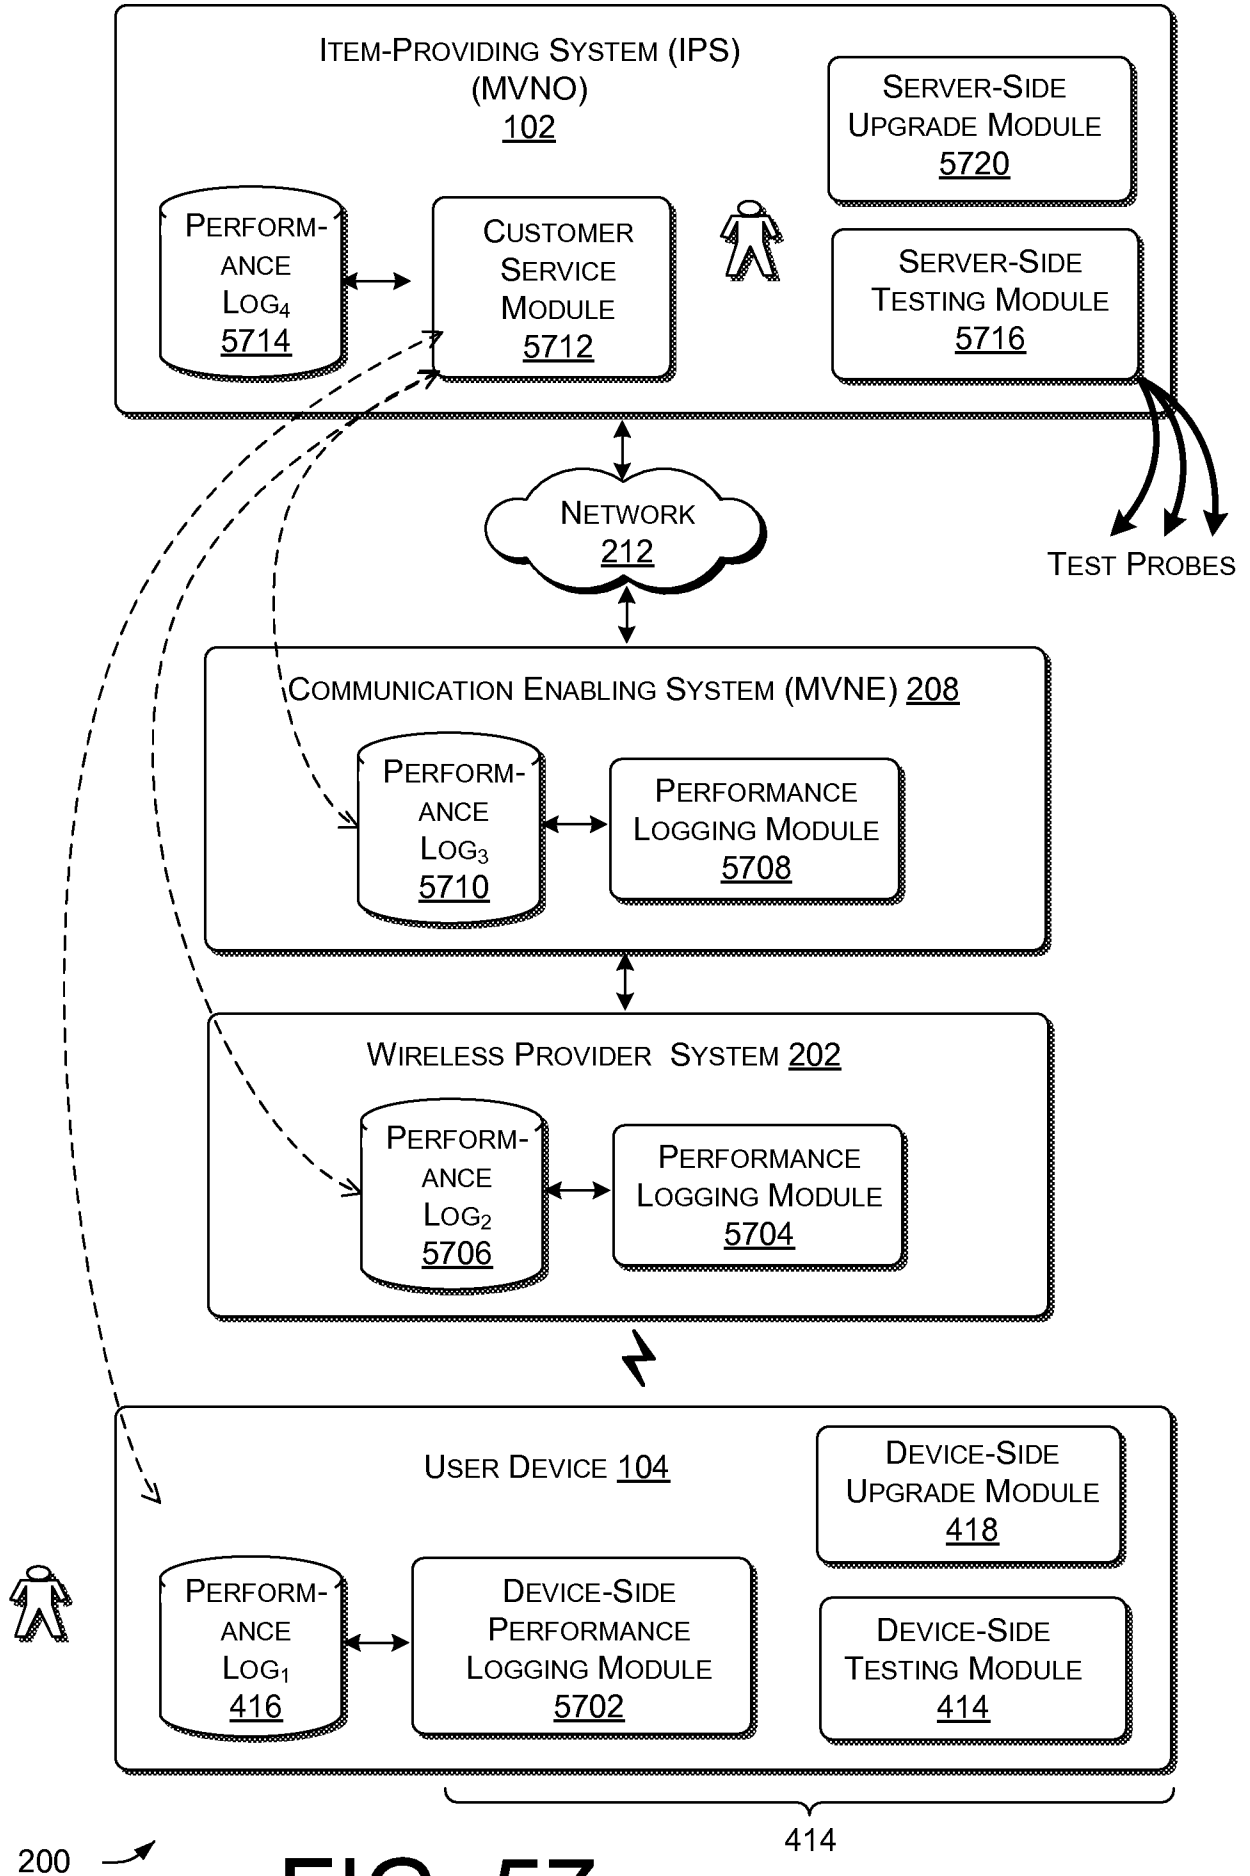 ITEM-PROVIDING SYSTEM (IPS)
(MVNO)
102
SERVER-SIDE
UPGRADE MODULE
5720
PERFORM-
ANCE
LOG4
5714
CUSTOMER
SERVICE
MODULE
5712
SERVER-SIDE
TESTING MODULE
5716
NETWORK
212
TEST PROBES
COMMUNICATION ENABLING SYSTEM (MVNE) 208
PERFORM-
ANCE
LOG3
5710
PERFORMANCE
LOGGING MODULE
5708
WIRELESS PROVIDER SYSTEM 202
PERFORM-
ANCE
LOG2
5706
PERFORMANCE
LOGGING MODULE
5704
USER DEVICE 104
DEVICE-SIDE
UPGRADE MODULE
418
PERFORM-
ANCE
LOG1
416
DEVICE-SIDE
PERFORMANCE
LOGGING MODULE
5702
DEVICE-SIDE
TESTING MODULE
414
414
200
FIG. 57